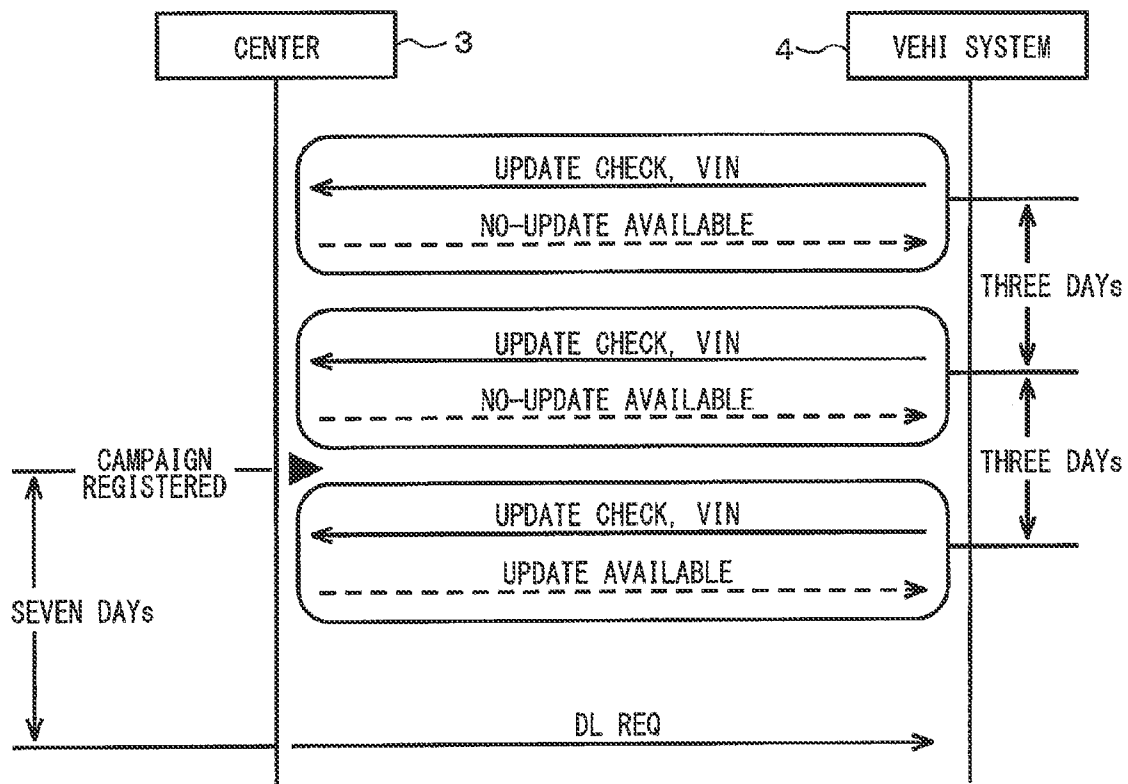 CENTER
3
4
VEHI SYSTEM
UPDATE CHECK, VIN
NO-UPDATE AVAILABLE
THREE DAYs
UPDATE CHECK, VIN
NO-UPDATE AVAILABLE
THREE DAYs
CAMPAIGN
REGISTERED
UPDATE CHECK, VIN
UPDATE AVAILABLE
SEVEN DAYs
DL REQ